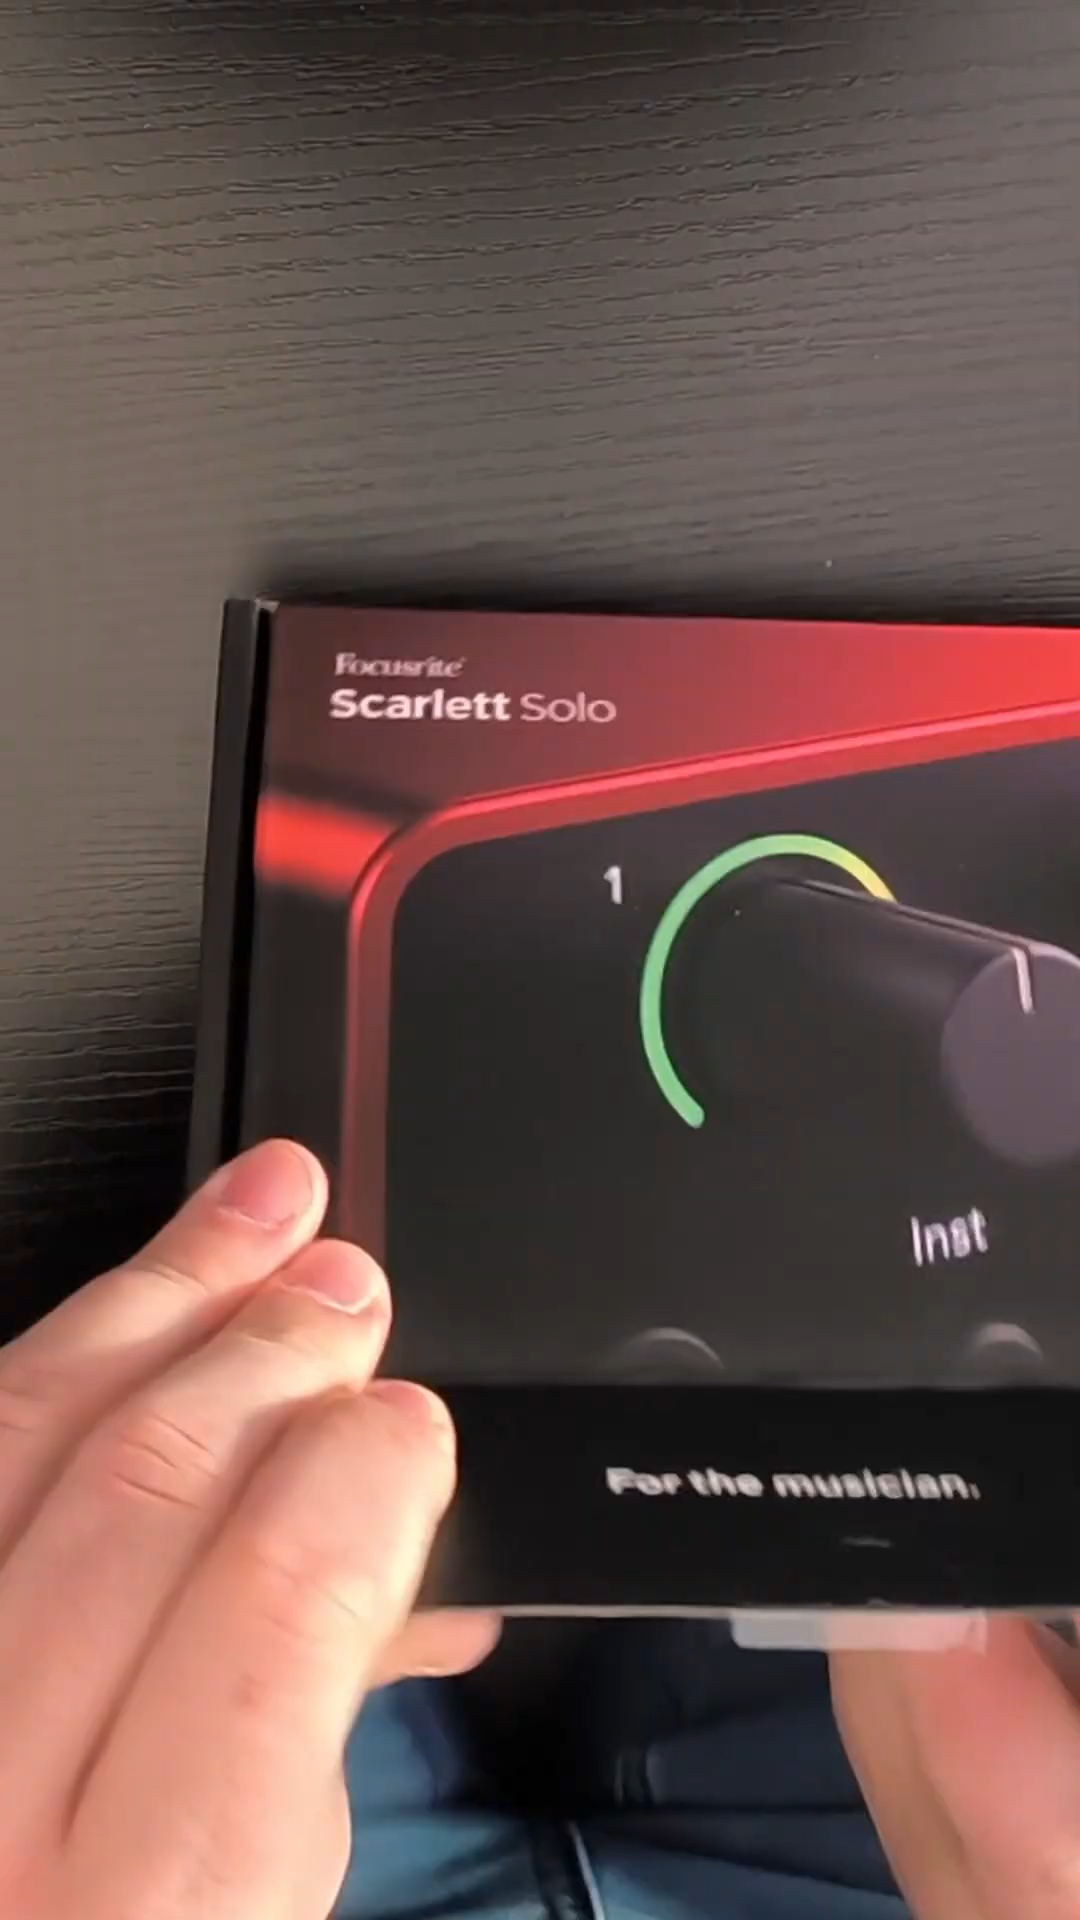 Focusrite
Scarlett Solo
1
Inst
For the musician.